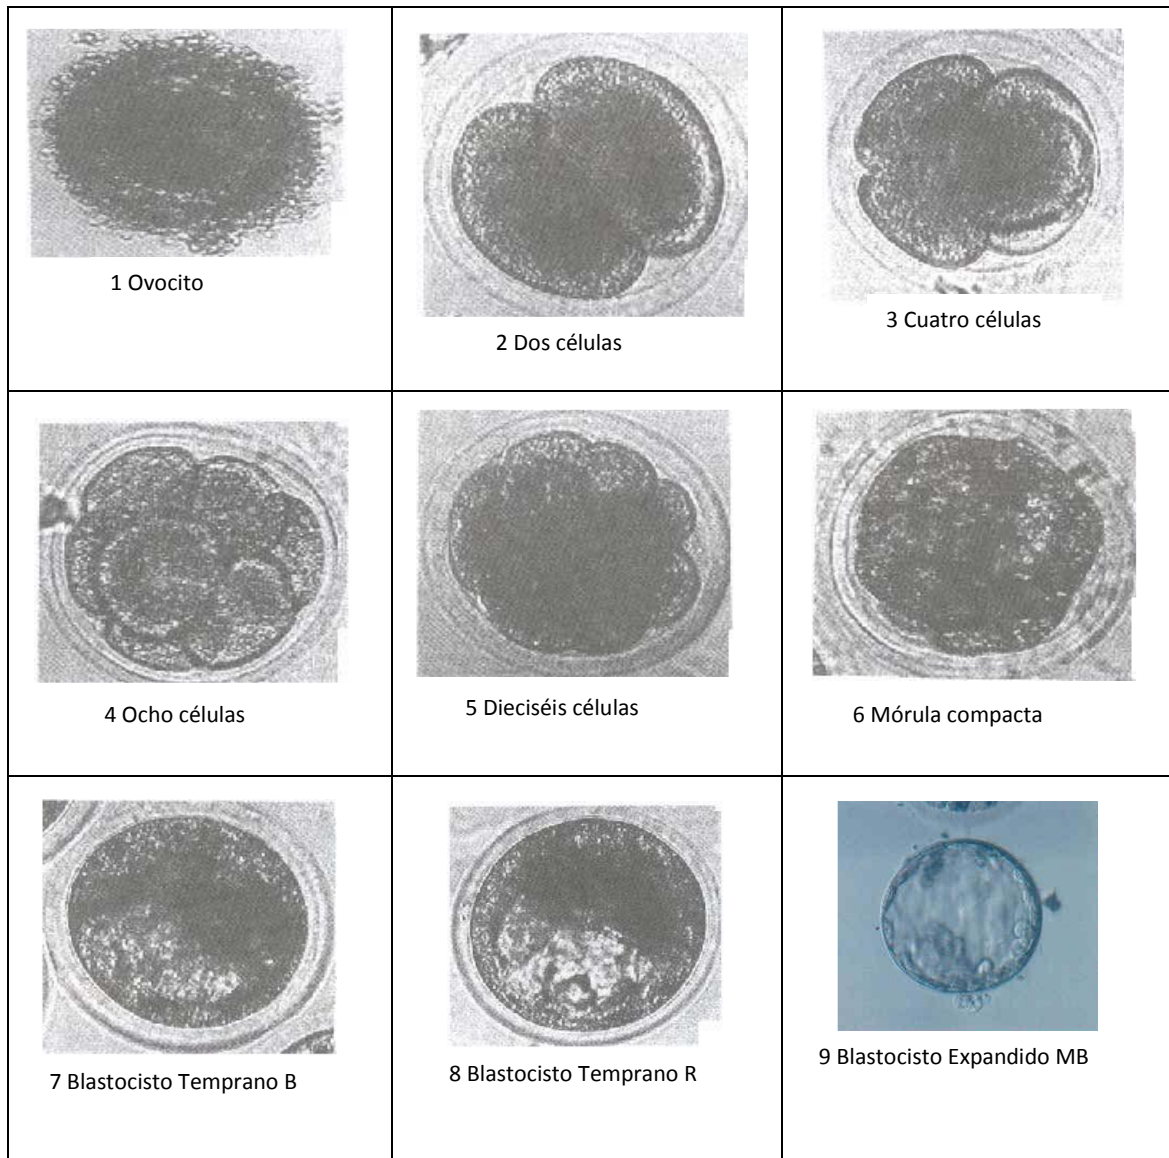 1 Ovocito
2 Dos células
3 Cuatro células
4 Ocho células
5 Dieciséis células
6 Mórula compacta
7 Blastocisto Temprano B
8 Blastocisto Temprano R
9 Blastocisto Expandido MB